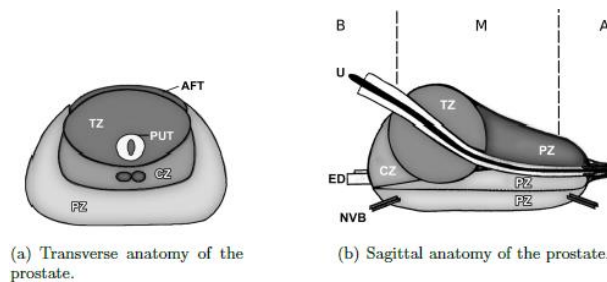 AFT
TZ
PUT
CZ
PZ
(a) Transverse anatomy of the
prostate.
B M A
U
TZ
PZ
CZ
ED
PZ
PZ
NVB
(b) Sagittal anatomy of the prostate.